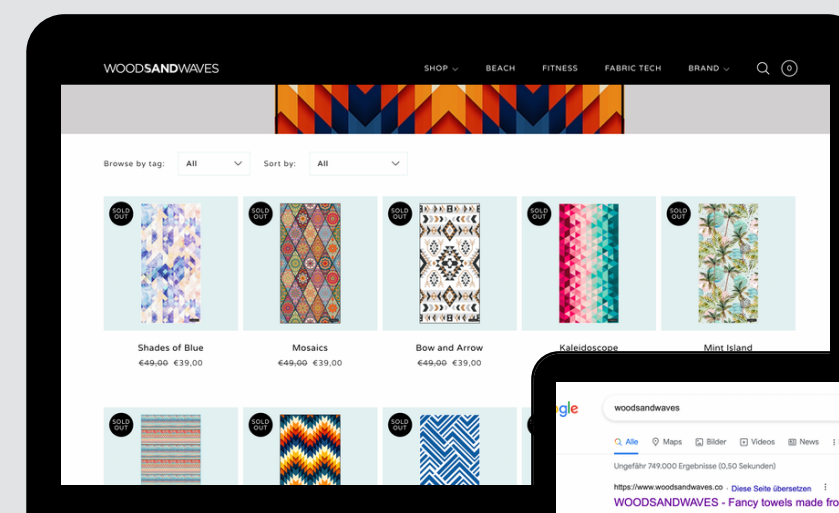 WOODSANDWAVES
SHOP BEACH FITNESS FABRIC TECH BRAND 0
Browse by tag: All Sort by: All
SOLD OUT SOLD OUT SOLD OUT SOLD OUT SOLD OUT
Shades of Blue Mosaics Bow and Arrow Kaleidoscope Mint Island
€49,00 €39,00 €49,00 €39,00 €49,00 €39,00
SOLD OUT SOLD OUT SOLD OUT
gle woodsandwaves
Alle Maps Bilder Videos News
Ungefähr 749.000 Ergebnisse (0,50 Sekunden)
https://www.woodsandwaves.co · Diese Seite übersetzen
WOODSANDWAVES - Fancy towels made fro